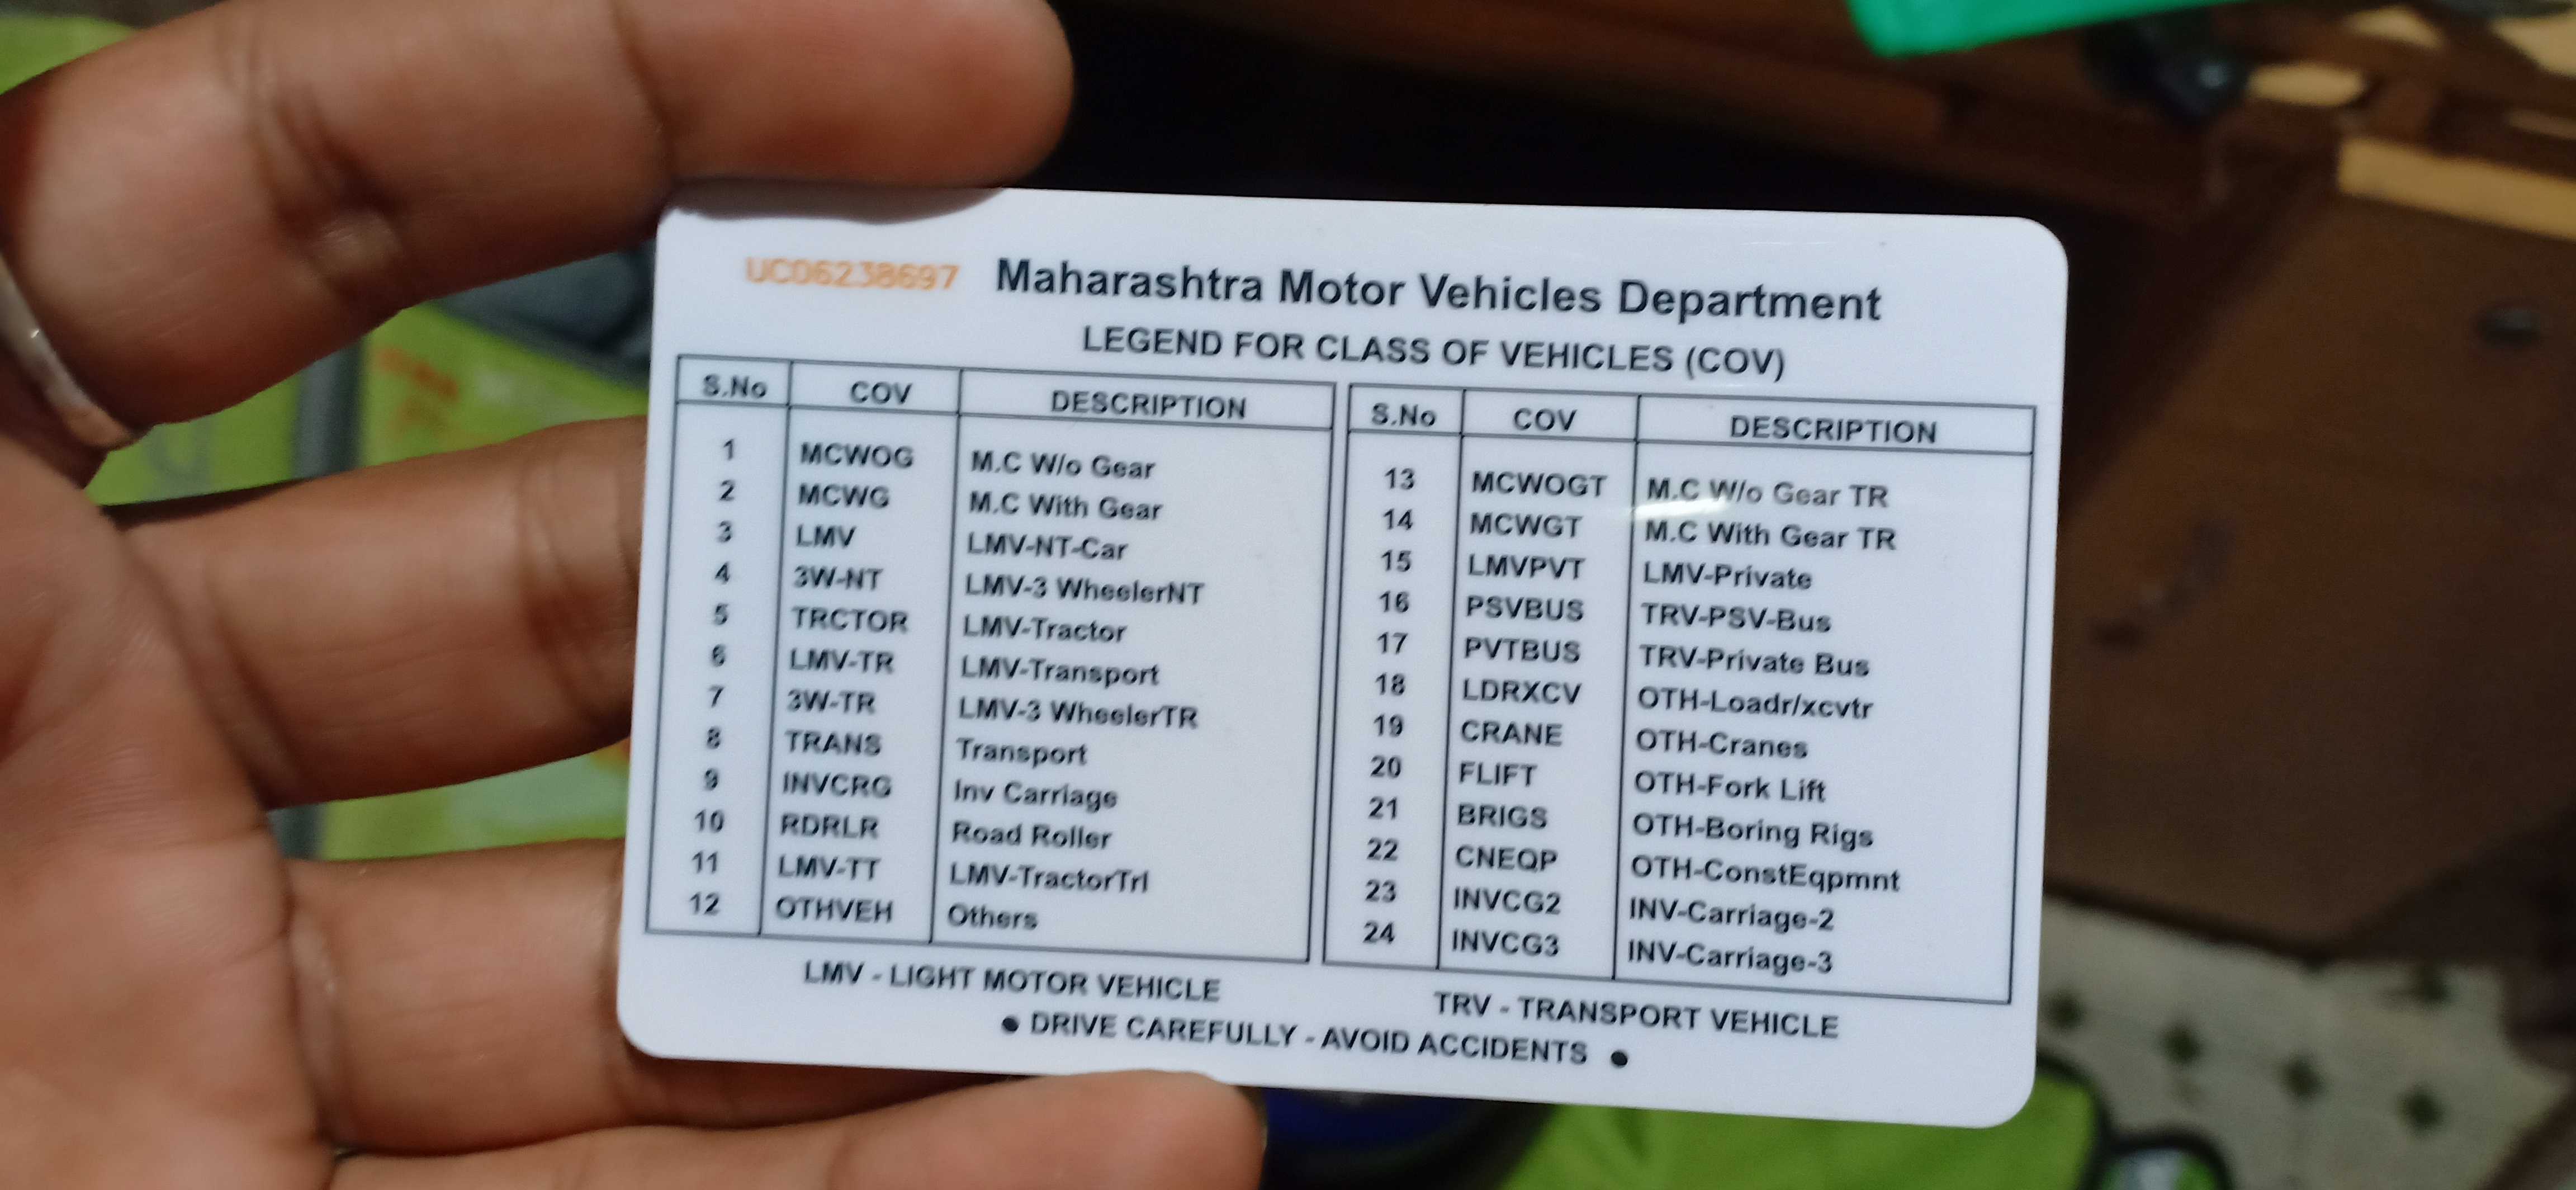 UC06238697 Maharashtra Motor Vehicles Department
LEGEND FOR CLASS OF VEHICLES (COV)
S.No COV DESCRIPTION
1 MCWOG M.C W/o Gear
2 MCWG M.C With Gear
3 LMV LMV-NT-Car
4 3W-NT LMV-3 WheelerNT
5 TRCTOR LMV-Tractor
6 LMV-TR LMV-Transport
7 3W-TR LMV-3 WheelerTR
8 TRANS Transport
9 INVCRG Inv Carriage
10 RDRLR Road Roller
11 LMV-TT LMV-TractorTrl
12 OTHVEH Others
S.No COV DESCRIPTION
13 MCWOGT M.C W/o Gear TR
14 MCWGT M.C With Gear TR
15 LMVPVT LMV-Private
16 PSVBUS TRV-PSV-Bus
17 PVTBUS TRV-Private Bus
18 LDRXCV OTH-Loadr/xcvtr
19 CRANE OTH-Cranes
20 FLIFT OTH-Fork Lift
21 BRIGS OTH-Boring Rigs
22 CNEQP OTH-ConstEqpmnt
23 INVCG2 INV-Carriage-2
24 INVCG3 INV-Carriage-3
LMV - LIGHT MOTOR VEHICLE TRV - TRANSPORT VEHICLE
● DRIVE CAREFULLY - AVOID ACCIDENTS ●